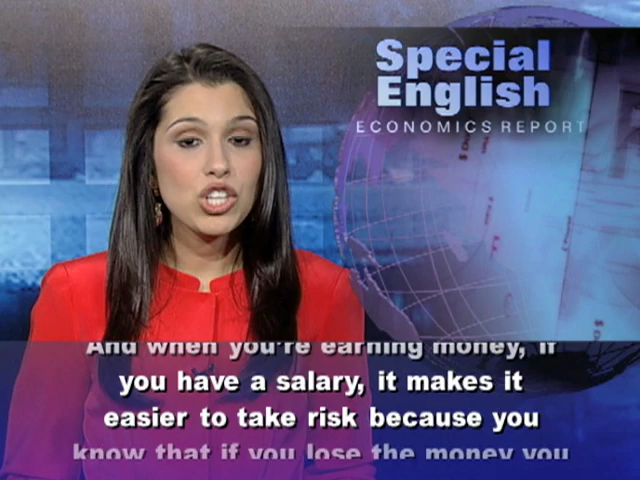 Special
English
ECONOMICS REPORT
And when you're earning money, if
you have a salary, it makes it
easier to take risk because you
know that if you lose the money you